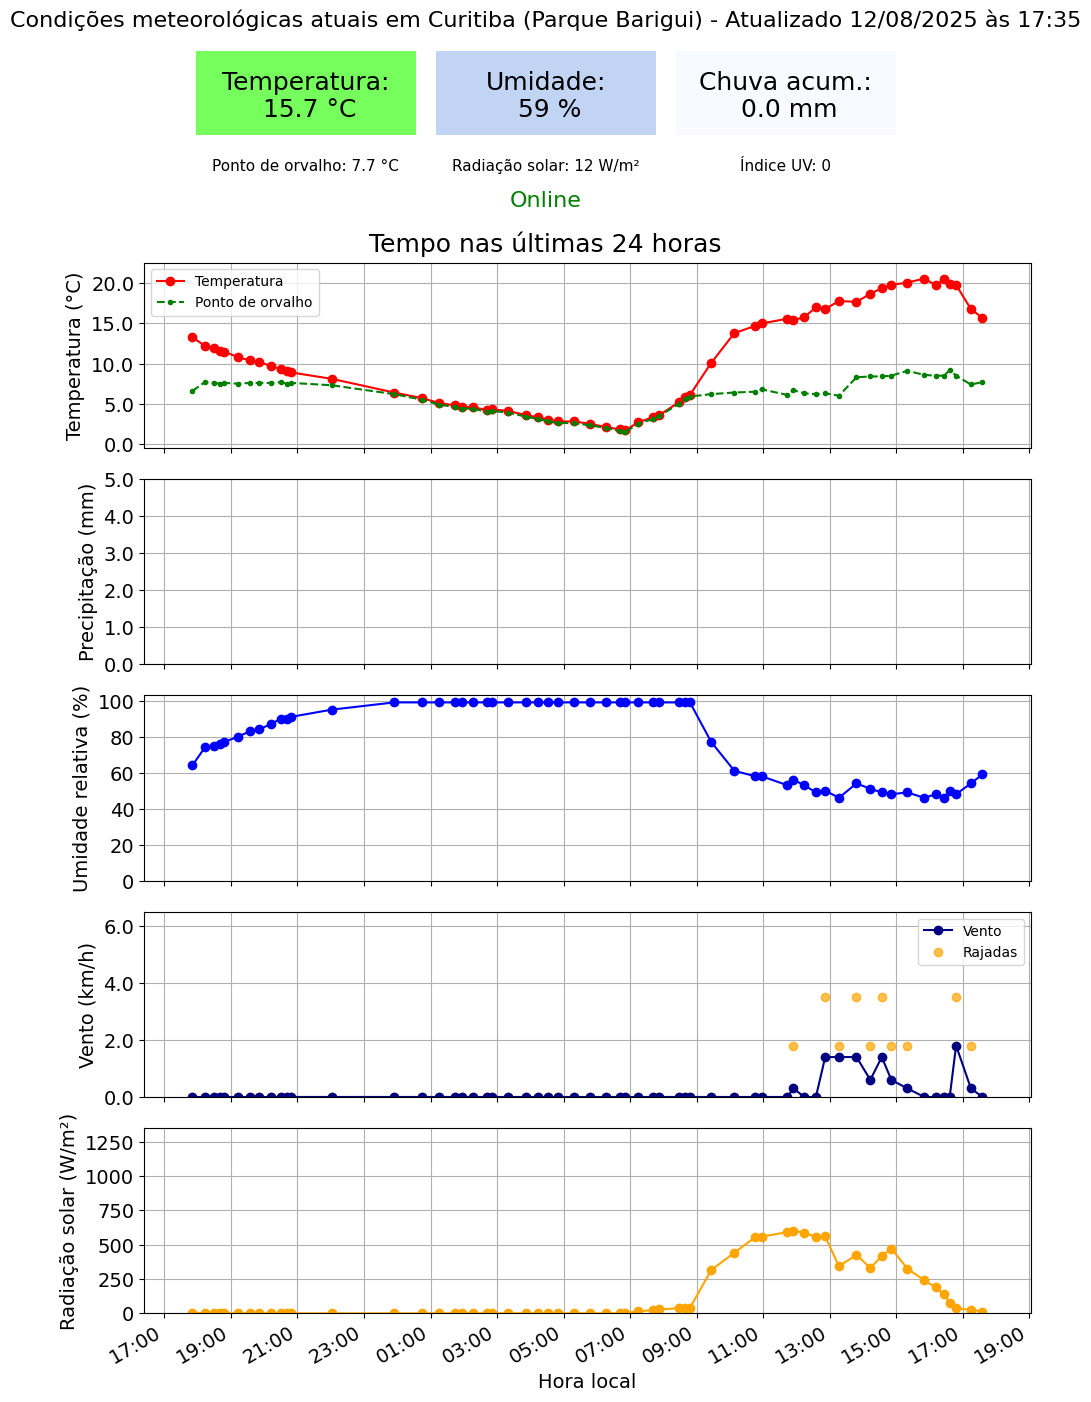 Condições meteorológicas atuais em Curitiba (Parque Barigui) - Atualizado 12/08/2025 às 17:35
Temperatura:
15.7 °C
Umidade:
59 %
Chuva acum.:
0.0 mm
Ponto de orvalho: 7.7 °C
Radiação solar: 12 W/m²
Índice UV: 0
Online
Tempo nas últimas 24 horas
Temperatura (°C)
20.0
15.0
10.0
5.0
0.0
Temperatura
Ponto de orvalho
Precipitação (mm)
5.0
4.0
3.0
2.0
1.0
0.0
Umidade relativa (%)
100
80
60
40
20
0
Vento (km/h)
6.0
4.0
2.0
0.0
Vento
Rajadas
Radiação solar (W/m²)
1250
1000
750
500
250
0
17:00
19:00
21:00
23:00
01:00
03:00
05:00
07:00
09:00
11:00
13:00
15:00
17:00
19:00
Hora local